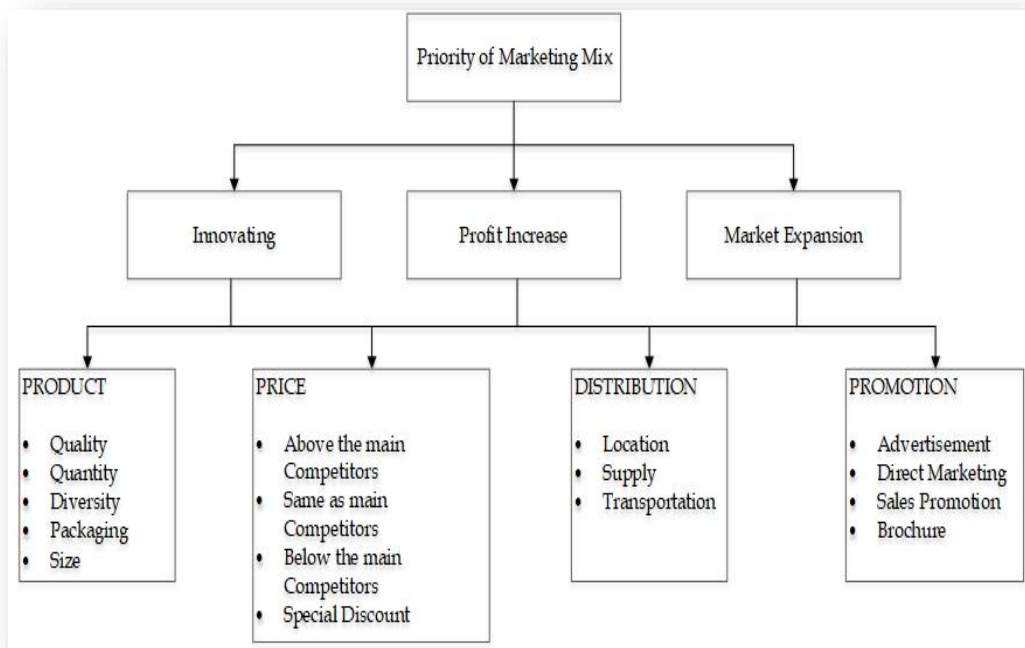 Priority of Marketing Mix
Innovating
Profit Increase
Market Expansion
PRODUCT
• Quality
• Quantity
• Diversity
• Packaging
• Size
PRICE
• Above the main
Competitors
• Same as main
Competitors
• Below the main
Competitors
• Special Discount
DISTRIBUTION
• Location
• Supply
• Transportation
PROMOTION
• Advertisement
• Direct Marketing
• Sales Promotion
• Brochure